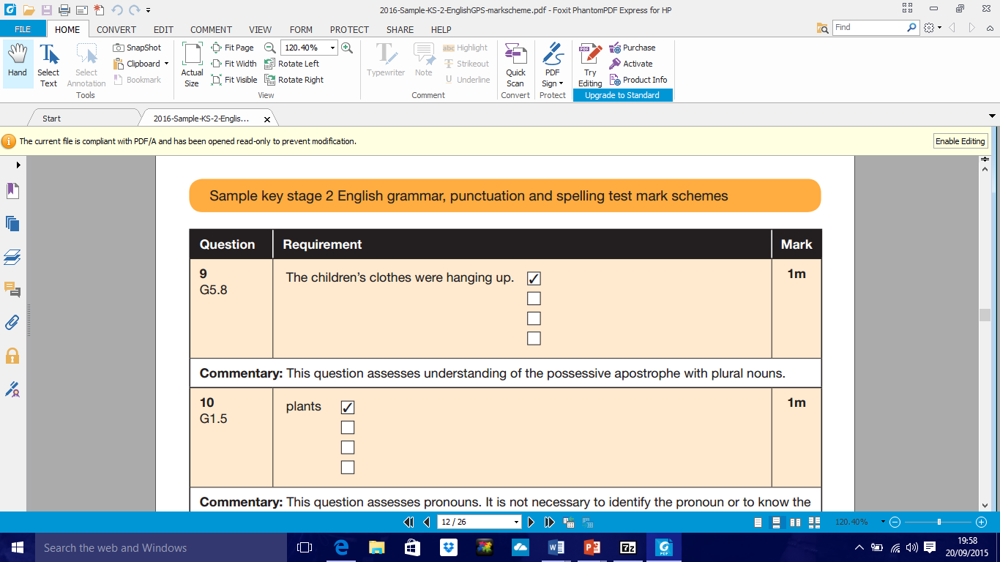 2016-Sample-KS-2-EnglishGPS-markscheme.pdf - Foxit PhantomPDF Express for HP
FILE HOME CONVERT EDIT COMMENT VIEW FORM PROTECT SHARE HELP
Find
Hand
Select Text
Select Annotation
SnapShot
Clipboard
Bookmark
Tools
Actual Size
Fit Page
Fit Width
Fit Visible
120.40%
Rotate Left
Rotate Right
View
Typewriter
Note
abc Highlight
T Strikeout
U Underline
Comment
Quick Scan
Convert
PDF Sign
Protect
PDF
Try Editing
Purchase
Activate
Product Info
Upgrade to Standard
Start
2016-Sample-KS-2-Englis...
The current file is compliant with PDF/A and has been opened read-only to prevent modification.
Enable Editing
Sample key stage 2 English grammar, punctuation and spelling test mark schemes
Question Requirement Mark
9 The children's clothes were hanging up. 1m
G5.8
Commentary: This question assesses understanding of the possessive apostrophe with plural nouns.
10 plants 1m
G1.5
Commentary: This question assesses pronouns. It is not necessary to identify the pronoun or to know the
12 / 26
120.40%
Search the web and Windows
7z
PDF
19:58
20/09/2015